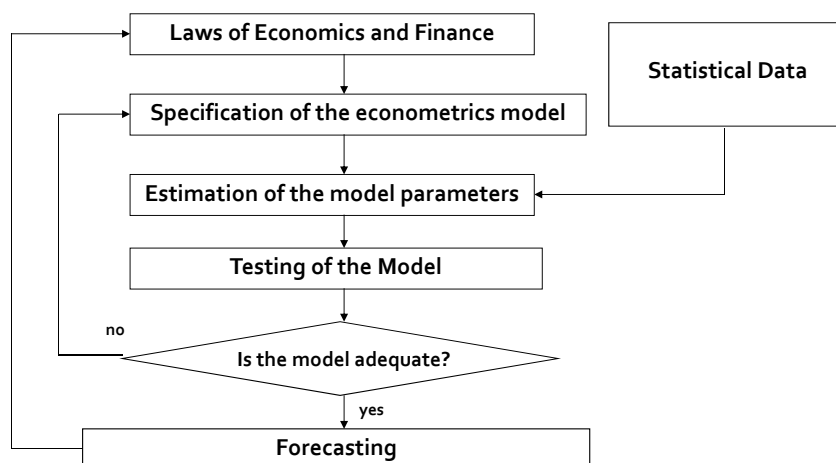 Laws of Economics and Finance
Statistical Data
Specification of the econometrics model
Estimation of the model parameters
Testing of the Model
no
Is the model adequate?
yes
Forecasting